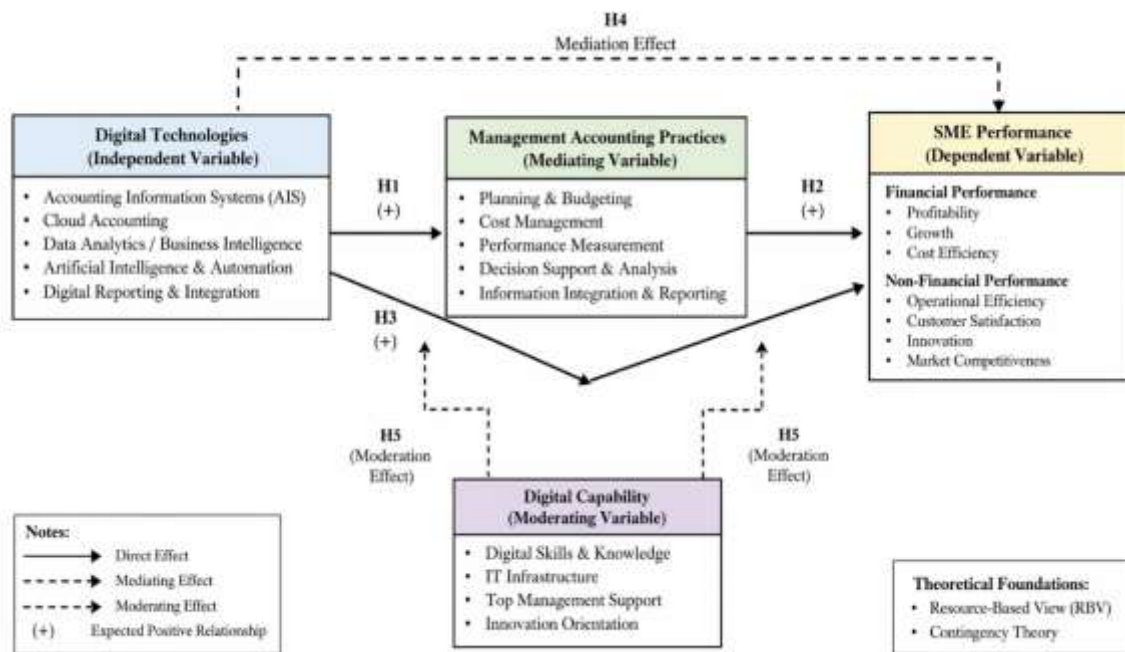 H4
Mediation Effect
Digital Technologies
(Independent Variable)
• Accounting Information Systems (AIS)
• Cloud Accounting
• Data Analytics / Business Intelligence
• Artificial Intelligence & Automation
• Digital Reporting & Integration
H1
(+)
Management Accounting Practices
(Mediating Variable)
• Planning & Budgeting
• Cost Management
• Performance Measurement
• Decision Support & Analysis
• Information Integration & Reporting
H2
(+)
SME Performance
(Dependent Variable)
Financial Performance
• Profitability
• Growth
• Cost Efficiency
Non-Financial Performance
• Operational Efficiency
• Customer Satisfaction
• Innovation
• Market Competitiveness
H3
(+)
H5
(Moderation
Effect)
H5
(Moderation
Effect)
Digital Capability
(Moderating Variable)
• Digital Skills & Knowledge
• IT Infrastructure
• Top Management Support
• Innovation Orientation
Notes:
Direct Effect
Mediating Effect
Moderating Effect
(+) Expected Positive Relationship
Theoretical Foundations:
• Resource-Based View (RBV)
• Contingency Theory